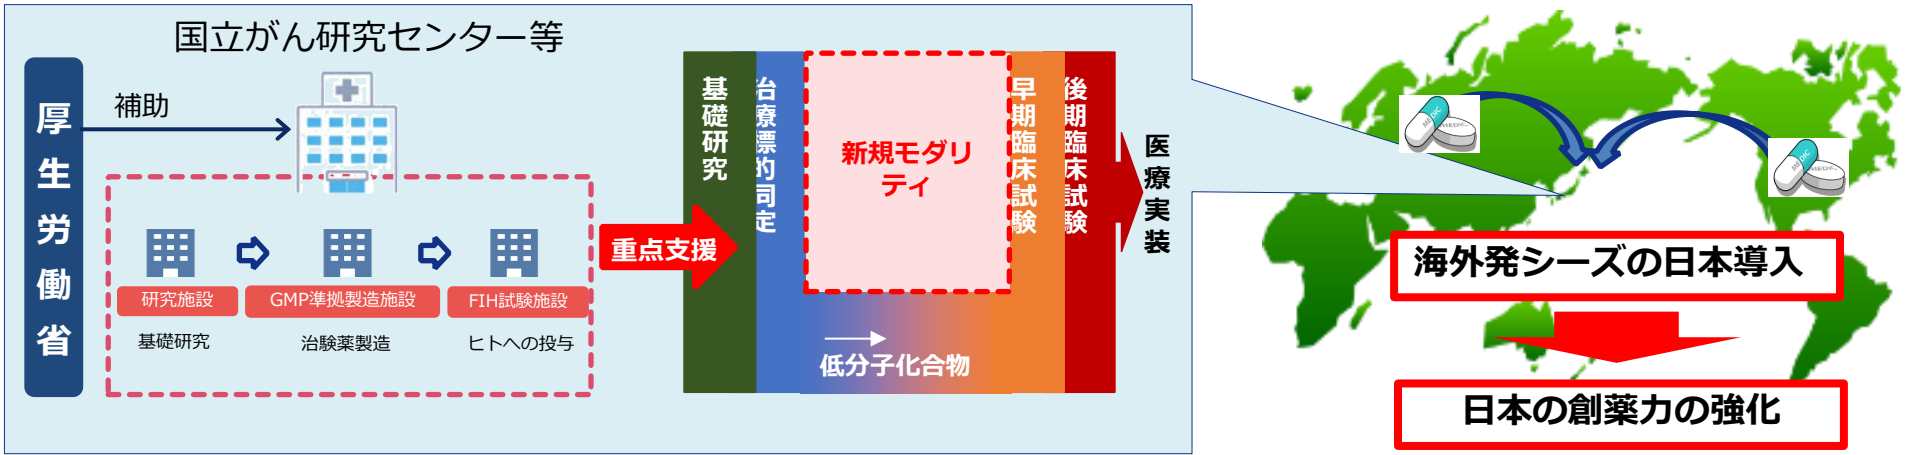 国立がん研究センター等
厚生労働省
補助
研究施設
GMP準拠製造施設
FIH試験施設
基礎研究
治験薬製造
ヒトへの投与
重点支援
基礎研究
治療標的同定
新規モダリ
ティ
低分子化合物
早期臨床試験
後期臨床試験
医療実装
MEDIC
MEDIC
MEDIC
MEDIC
海外発シーズの日本導入
日本の創薬力の強化